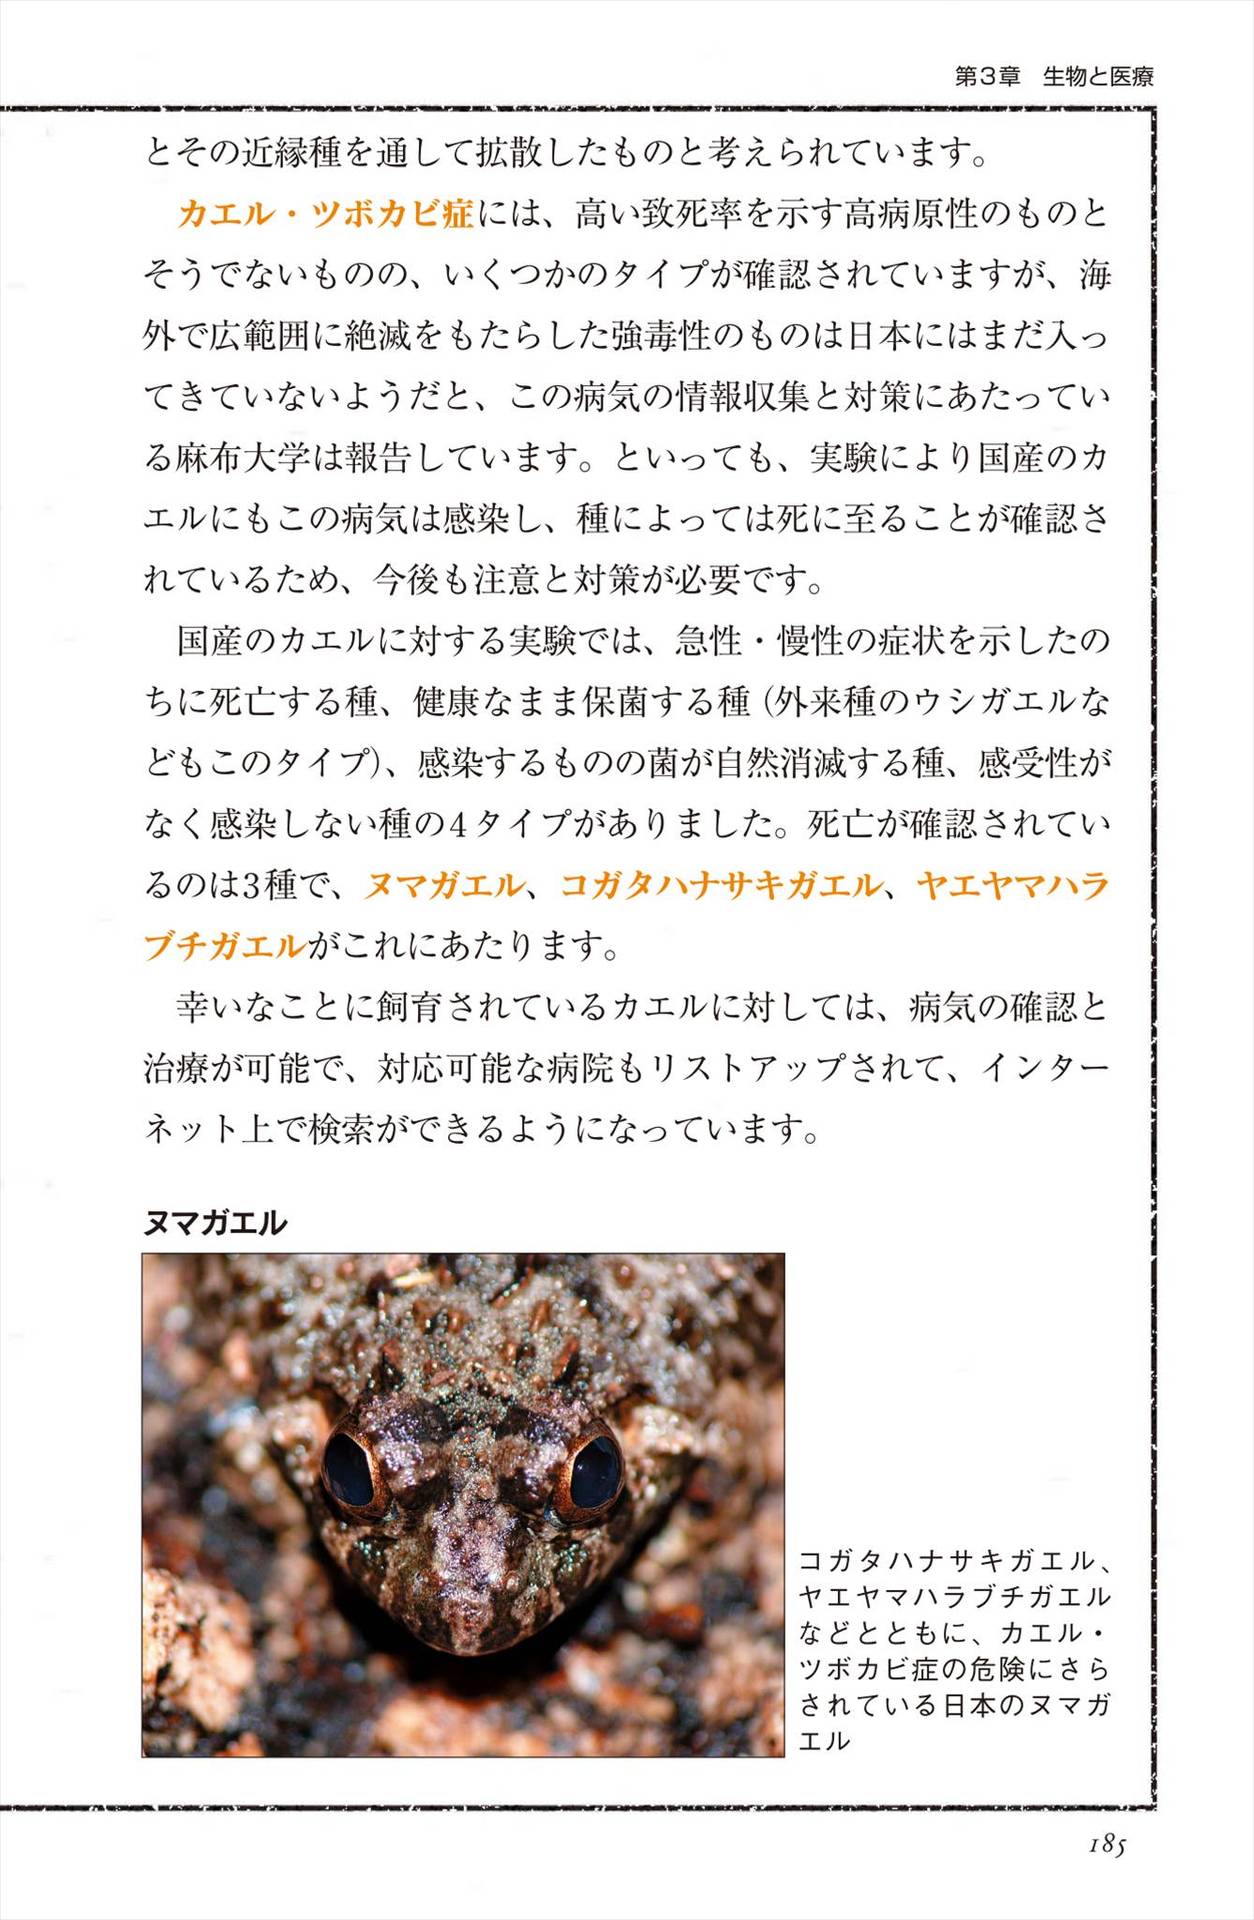 第3章　生物と医療
とその近縁種を通して拡散したものと考えられています。
カエル・ツボカビ症には、高い致死率を示す高病原性のものと
そうでないものの、いくつかのタイプが確認されていますが、海
外で広範囲に絶滅をもたらした強毒性のものは日本にはまだ入っ
てきていないようだと、この病気の情報収集と対策にあたってい
る麻布大学は報告しています。といっても、実験により国産のカ
エルにもこの病気は感染し、種によっては死に至ることが確認さ
れているため、今後も注意と対策が必要です。
国産のカエルに対する実験では、急性・慢性の症状を示したの
ちに死亡する種、健康なまま保菌する種（外来種のウシガエルな
どもこのタイプ）、感染するものの菌が自然消滅する種、感受性が
なく感染しない種の4タイプがありました。死亡が確認されてい
るのは3種で、ヌマガエル、コガタハナサキガエル、ヤエヤマハラ
ブチガエルがこれにあたります。
幸いなことに飼育されているカエルに対しては、病気の確認と
治療が可能で、対応可能な病院もリストアップされて、インター
ネット上で検索ができるようになっています。
ヌマガエル
コガタハナサキガエル、
ヤエヤマハラブチガエル
などとともに、カエル・
ツボカビ症の危険にさら
されている日本のヌマガ
エル
185